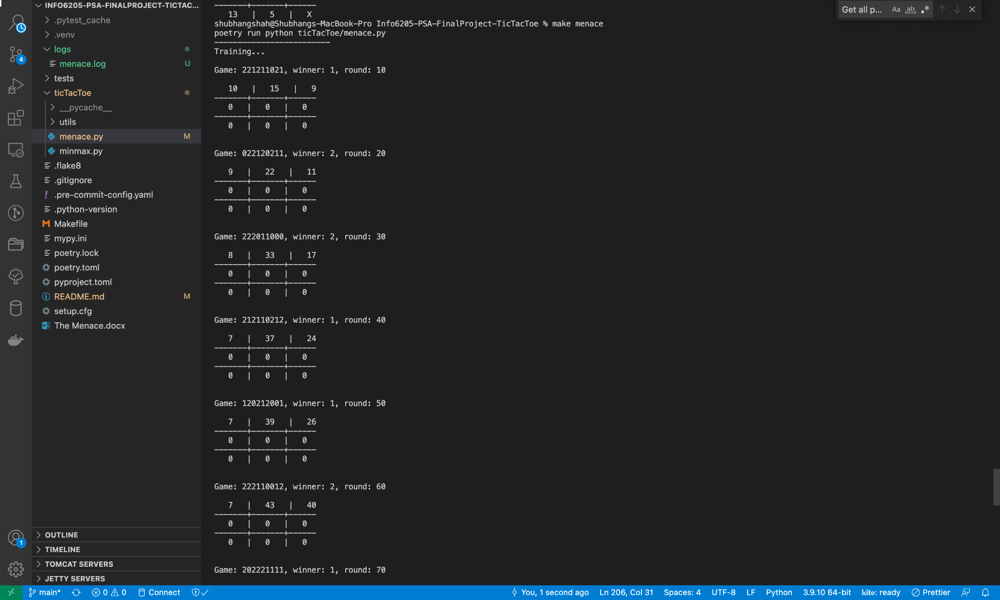 INFO6205-PSA-FINALPROJECT-TICTAC...
.pytest_cache
.venv
logs
menace.log U
tests
ticTacToe
__pycache__
utils
menace.py M
minmax.py
.flake8
.gitignore
! .pre-commit-config.yaml
.python-version
Makefile
mypy.ini
poetry.lock
poetry.toml
pyproject.toml
README.md M
setup.cfg
The Menace.docx
OUTLINE
TIMELINE
TOMCAT SERVERS
JETTY SERVERS
4
1
Get all p... Aa ab .*
-------+-------+------
13 | 5 | X
shubhangshah@Shubhangs-MacBook-Pro Info6205-PSA-FinalProject-TicTacToe % make menace
poetry run python ticTacToe/menace.py
-------------------------
Training...
Game: 221211021, winner: 1, round: 10
10 | 15 | 9
-------+-------+------
0 | 0 | 0
-------+-------+------
0 | 0 | 0
Game: 022120211, winner: 2, round: 20
9 | 22 | 11
-------+-------+------
0 | 0 | 0
-------+-------+------
0 | 0 | 0
Game: 222011000, winner: 2, round: 30
8 | 33 | 17
-------+-------+------
0 | 0 | 0
-------+-------+------
0 | 0 | 0
Game: 212110212, winner: 1, round: 40
7 | 37 | 24
-------+-------+------
0 | 0 | 0
-------+-------+------
0 | 0 | 0
Game: 120212001, winner: 1, round: 50
7 | 39 | 26
-------+-------+------
0 | 0 | 0
-------+-------+------
0 | 0 | 0
Game: 222110012, winner: 2, round: 60
7 | 43 | 40
-------+-------+------
0 | 0 | 0
-------+-------+------
0 | 0 | 0
Game: 202221111, winner: 1, round: 70
main* 0 0 Connect You, 1 second ago Ln 206, Col 31 Spaces: 4 UTF-8 LF Python 3.9.10 64-bit kite: ready Prettier